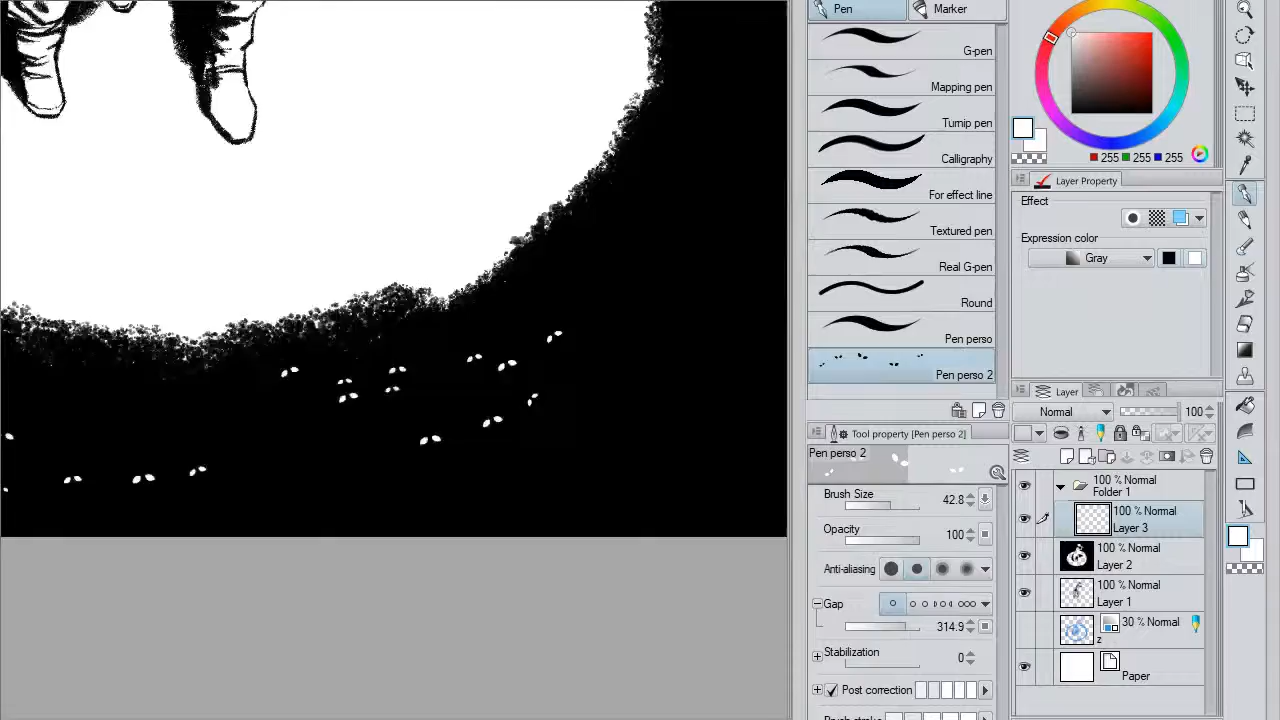 Pen
Marker
G-pen
Mapping pen
Turnip pen
Calligraphy
For effect line
Textured pen
Real G-pen
Round
Pen perso
Pen perso 2
Tool property [Pen perso 2]
Pen perso 2
Brush Size 42.8
Opacity 100
Anti-aliasing
Gap
314.9
Stabilization 0
Post correction
255 255 255
Layer Property
Effect
Expression color
Gray
Layer
Normal 100
100 % Normal
Folder 1
100 % Normal
Layer 3
100 % Normal
Layer 2
100 % Normal
Layer 1
30 % Normal
z
Paper